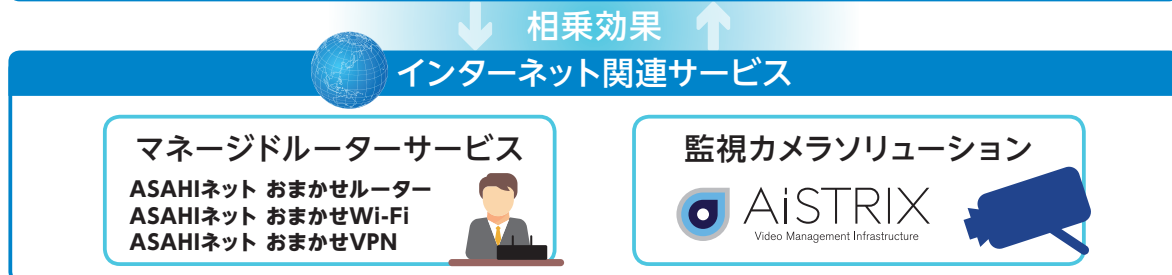 相乗効果
インターネット関連サービス
マネージドルーターサービス
ASAHIネット おまかせルーター
ASAHIネット おまかせWi-Fi
ASAHIネット おまかせVPN
監視カメラソリューション
AiSTRIX
Video Management Infrastructure